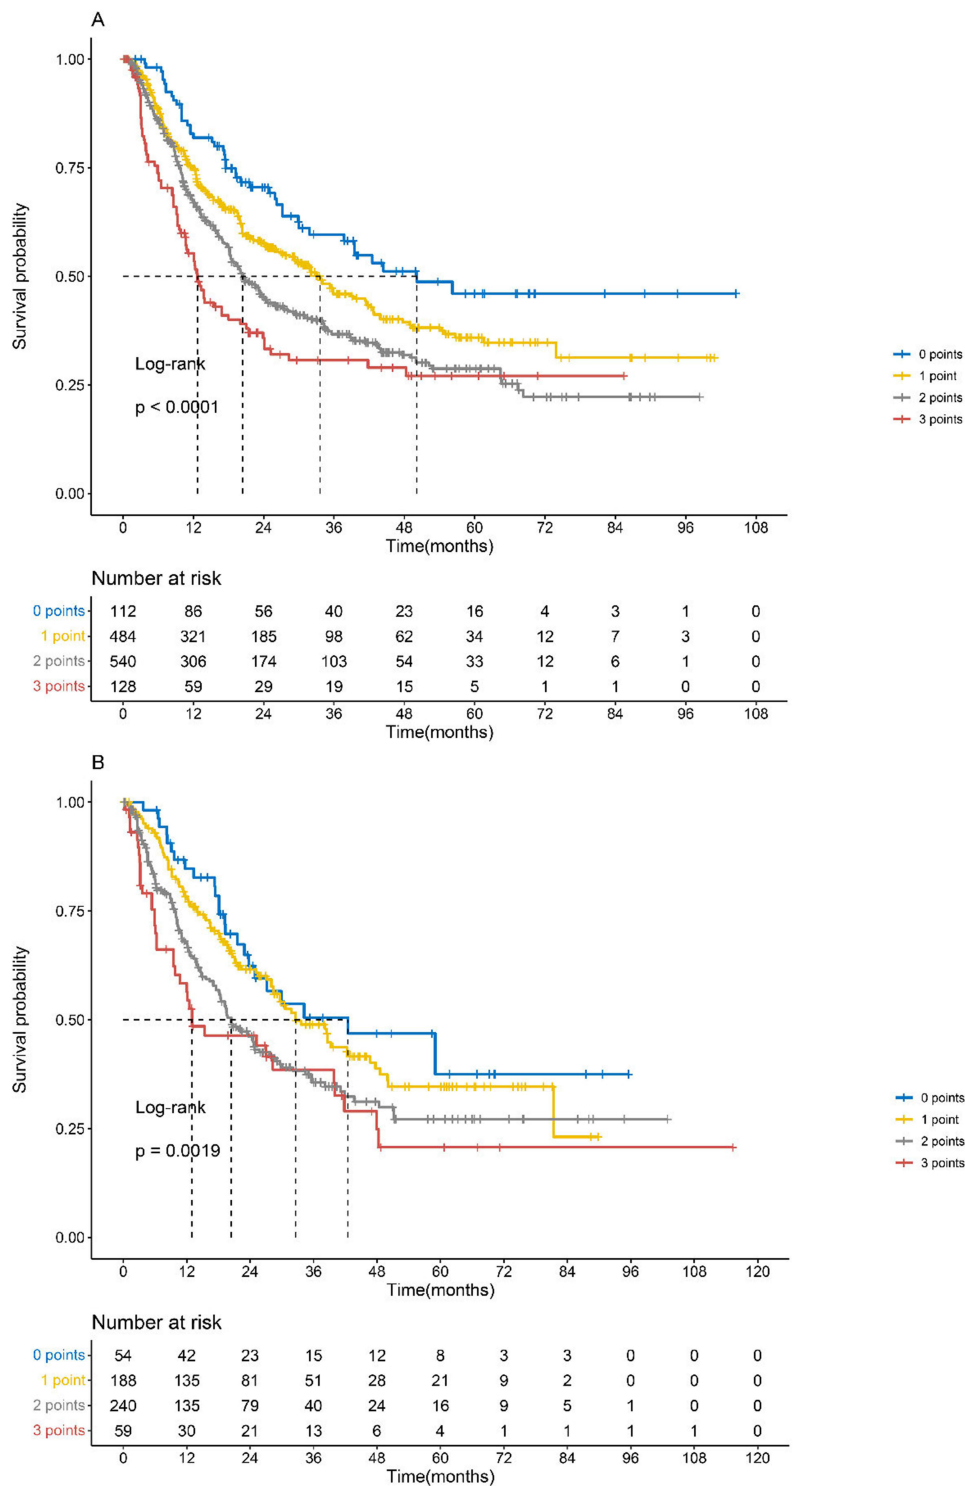 A
1.00
0.75
0.50
0.25
0.00
Survival probability
Log-rank
p < 0.0001
0 12 24 36 48 60 72 84 96 108
Time(months)
0 points
1 point
2 points
3 points
Number at risk
0 points 112 86 56 40 23 16 4 3 1 0
1 point 484 321 185 98 62 34 12 7 3 0
2 points 540 306 174 103 54 33 12 6 1 0
3 points 128 59 29 19 15 5 1 1 0 0
0 12 24 36 48 60 72 84 96 108
Time(months)
B
1.00
0.75
0.50
0.25
0.00
Survival probability
Log-rank
p = 0.0019
0 12 24 36 48 60 72 84 96 108 120
Time(months)
0 points
1 point
2 points
3 points
Number at risk
0 points 54 42 23 15 12 8 3 3 0 0 0
1 point 188 135 81 51 28 21 9 2 0 0 0
2 points 240 135 79 40 24 16 9 5 1 0 0
3 points 59 30 21 13 6 4 1 1 1 1 0
0 12 24 36 48 60 72 84 96 108 120
Time(months)